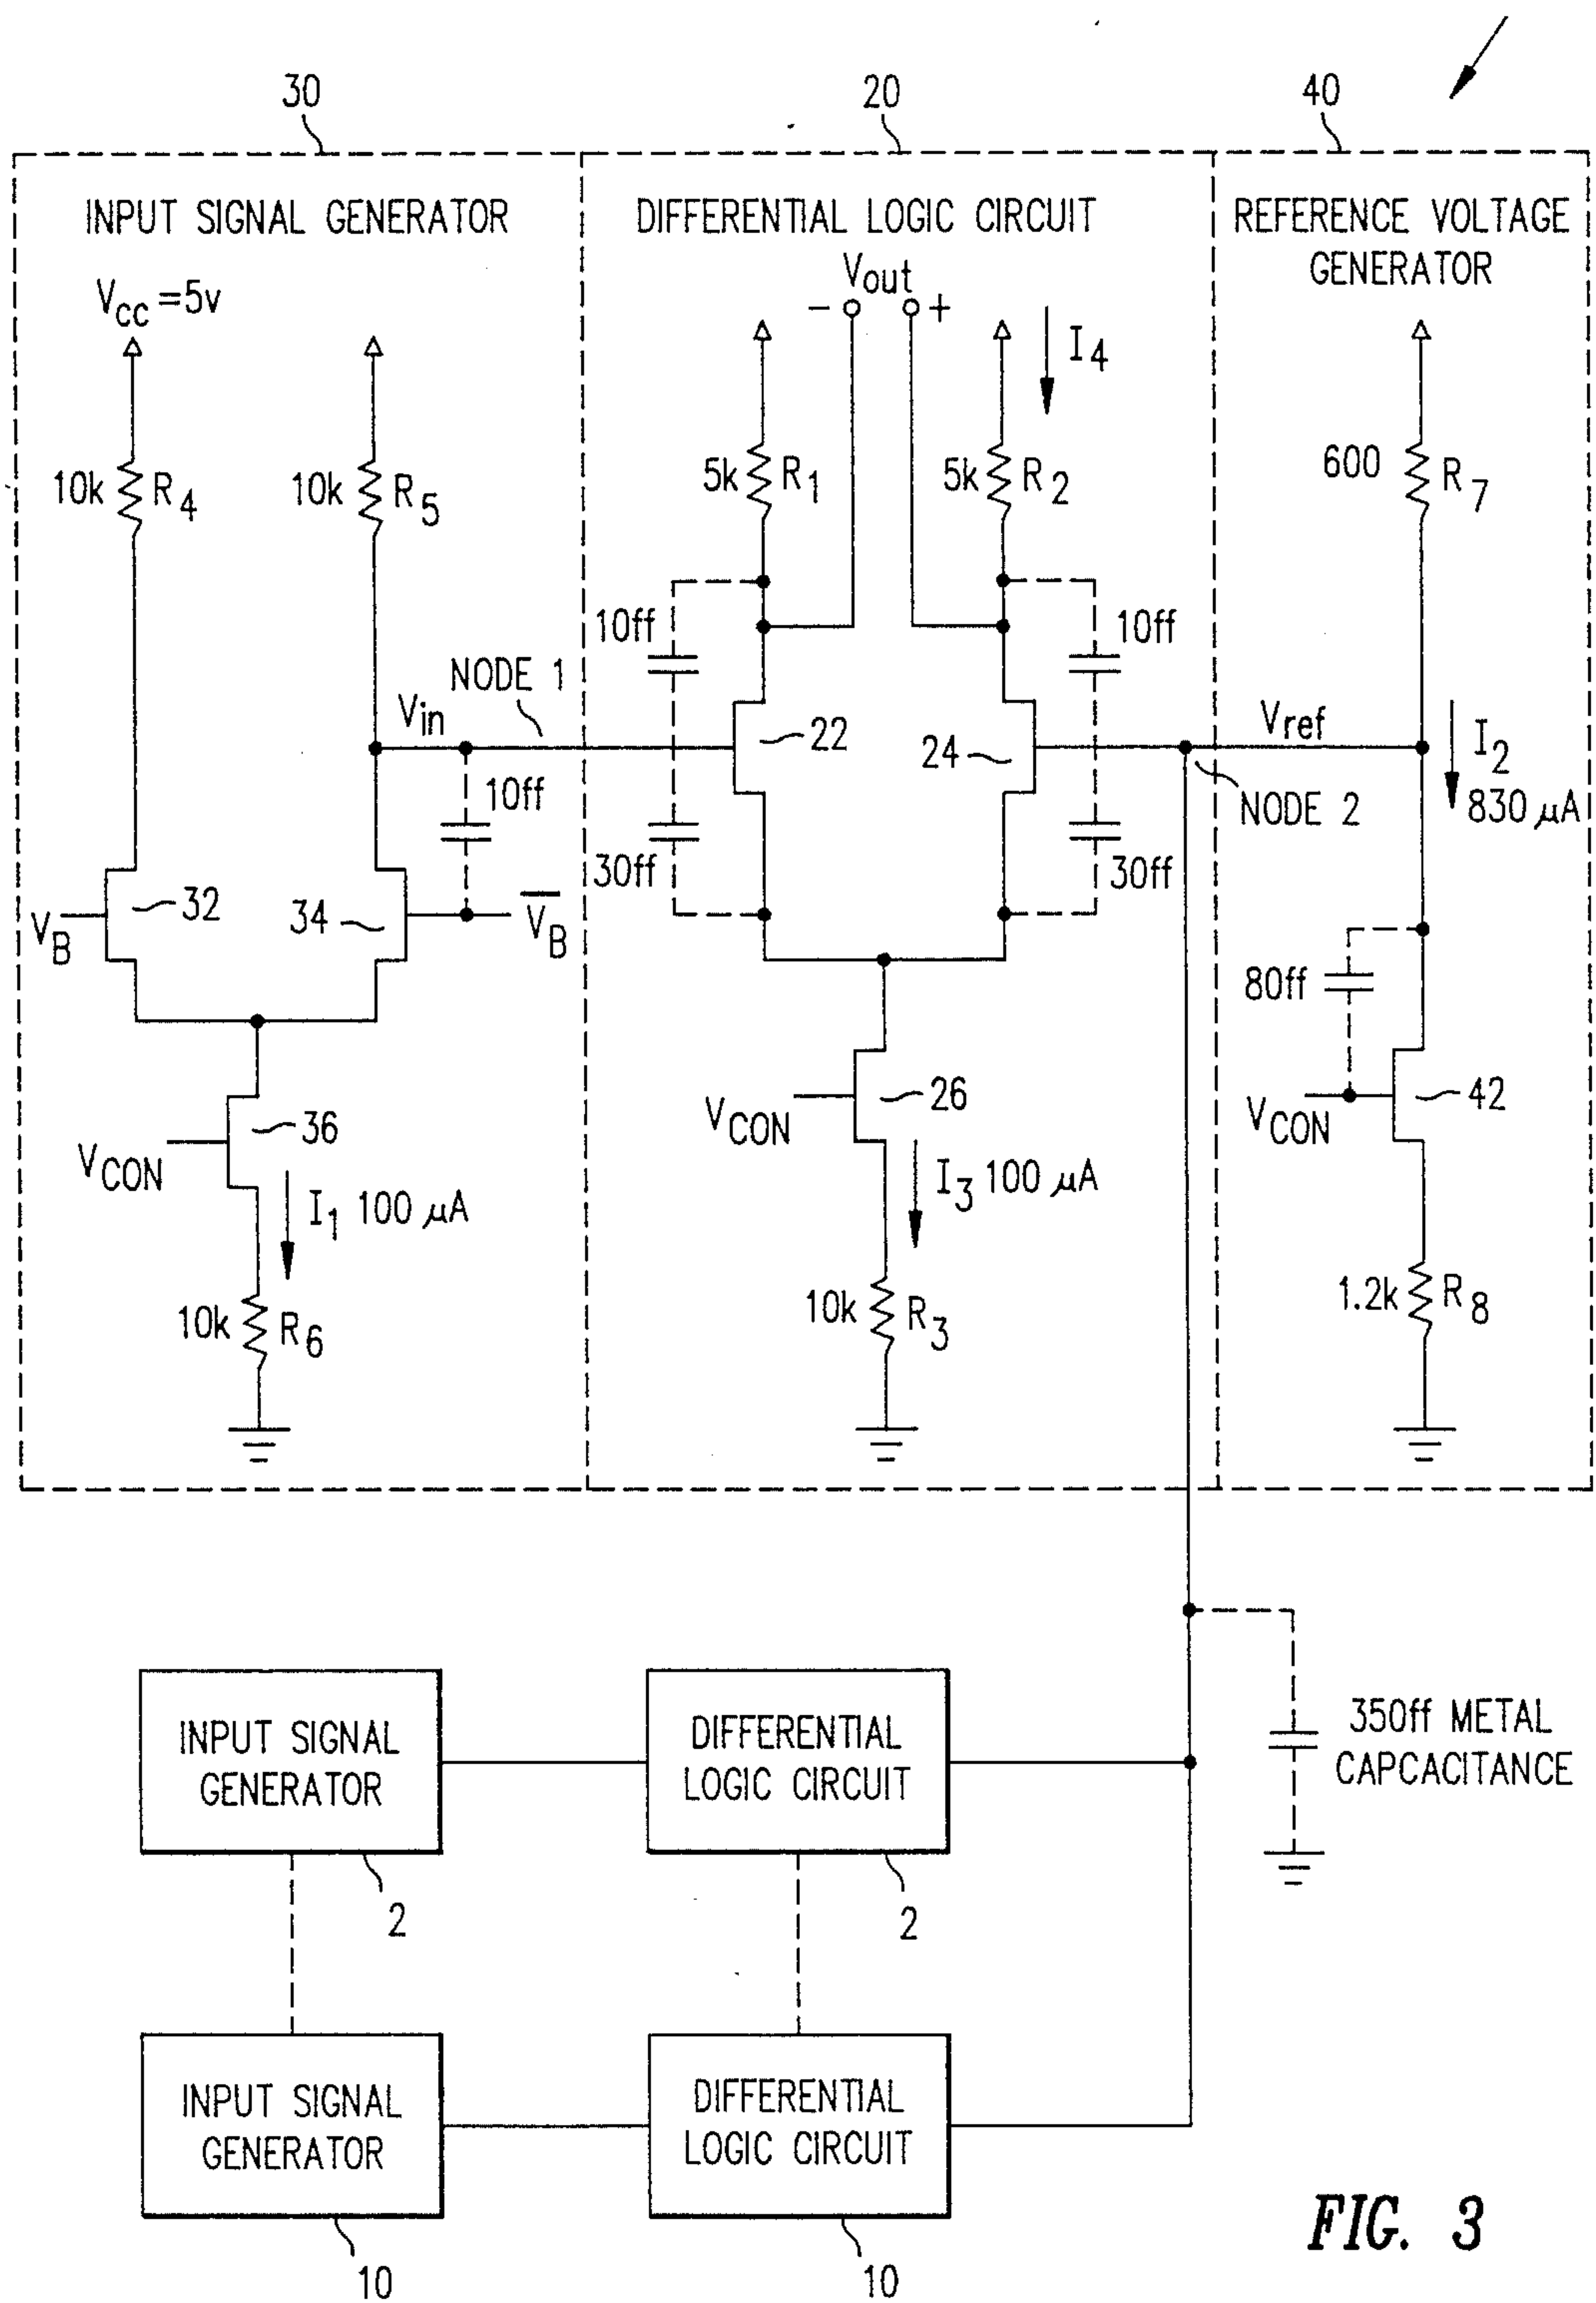 30
20
40
INPUT SIGNAL GENERATOR
DIFFERENTIAL LOGIC CIRCUIT
REFERENCE VOLTAGE
GENERATOR
Vcc =5v
Vout
- +
I4
10k R4
10k R5
5k R1
5k R2
600 R7
10ff
10ff
NODE 1
Vin
22
24
Vref
I2
830 µA
NODE 2
10ff
30ff
30ff
VB
32
34
VB
80ff
VCON
36
VCON
26
VCON
42
I1 100 µA
I3 100 µA
10k R6
10k R3
1.2k R8
INPUT SIGNAL
GENERATOR
DIFFERENTIAL
LOGIC CIRCUIT
350ff METAL
CAPCACITANCE
2
2
INPUT SIGNAL
GENERATOR
DIFFERENTIAL
LOGIC CIRCUIT
10
10
FIG. 3